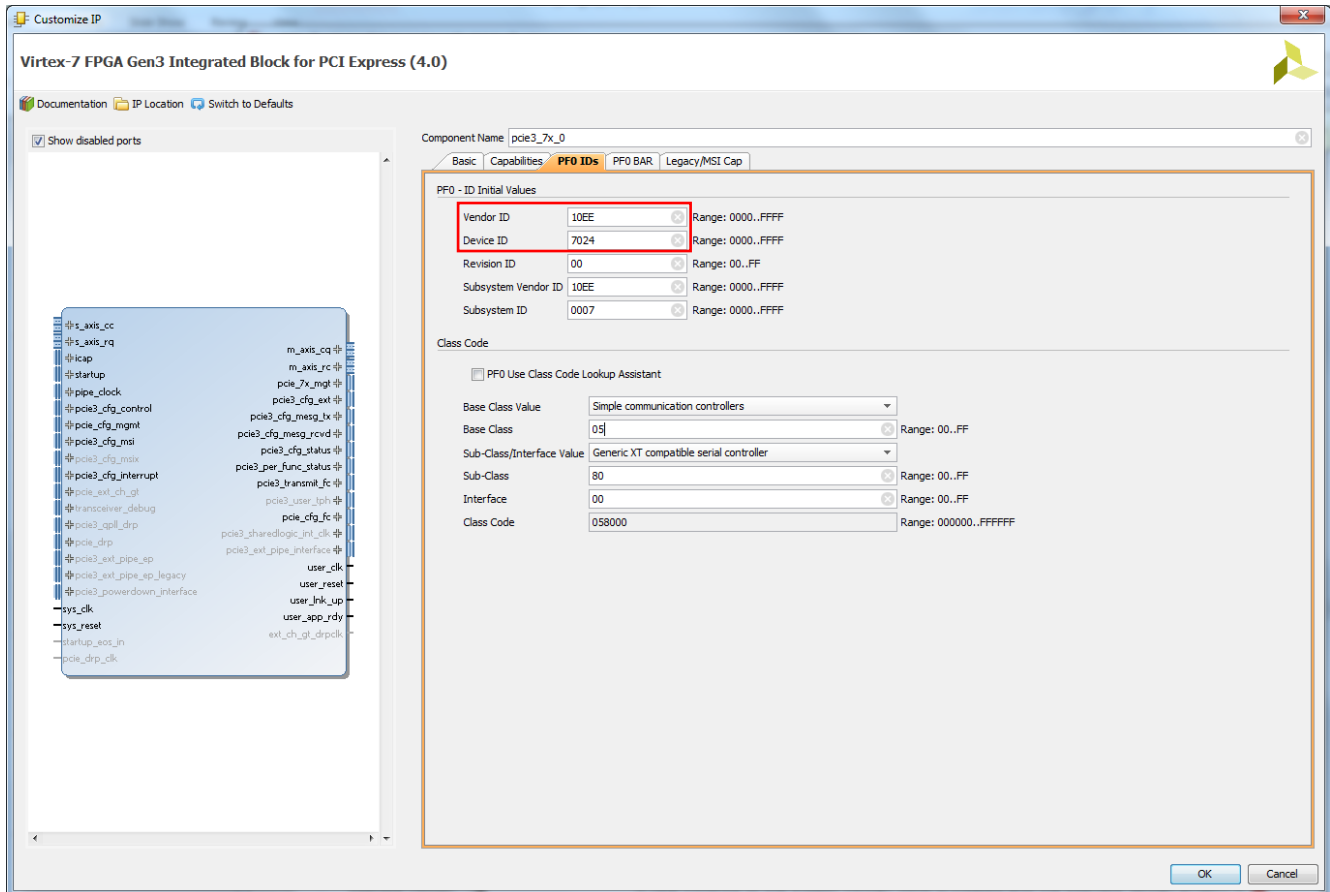 Customize IP
Virtex-7 FPGA Gen3 Integrated Block for PCI Express (4.0)
Documentation IP Location Switch to Defaults
Show disabled ports
s_axis_cc
s_axis_rq
icap
startup
pipe_clock
pcie3_cfg_control
pcie_cfg_mgmt
pcie3_cfg_msi
pcie3_cfg_msix
pcie3_cfg_interrupt
pcie_ext_ch_gt
transceiver_debug
pcie3_qpll_drp
pcie_drp
pcie3_ext_pipe_ep
pcie3_ext_pipe_ep_legacy
pcie3_powerdown_interface
sys_clk
sys_reset
startup_eos_in
pcie_drp_clk
m_axis_cq
m_axis_rc
pcie_7x_mgt
pcie3_cfg_ext
pcie3_cfg_mesg_tx
pcie3_cfg_mesg_rcvd
pcie3_cfg_status
pcie3_per_func_status
pcie3_transmit_fc
pcie3_user_tph
pcie_cfg_fc
pcie3_sharedlogic_int_clk
pcie3_ext_pipe_interface
user_clk
user_reset
user_lnk_up
user_app_rdy
ext_ch_gt_drpclk
Component Name pcie3_7x_0
Basic Capabilities PF0 IDs PF0 BAR Legacy/MSI Cap
PF0 - ID Initial Values
Vendor ID 10EE Range: 0000..FFFF
Device ID 7024 Range: 0000..FFFF
Revision ID 00 Range: 00..FF
Subsystem Vendor ID 10EE Range: 0000..FFFF
Subsystem ID 0007 Range: 0000..FFFF
Class Code
PF0 Use Class Code Lookup Assistant
Base Class Value Simple communication controllers
Base Class 05 Range: 00..FF
Sub-Class/Interface Value Generic XT compatible serial controller
Sub-Class 80 Range: 00..FF
Interface 00 Range: 00..FF
Class Code 058000 Range: 000000..FFFFFF
OK Cancel